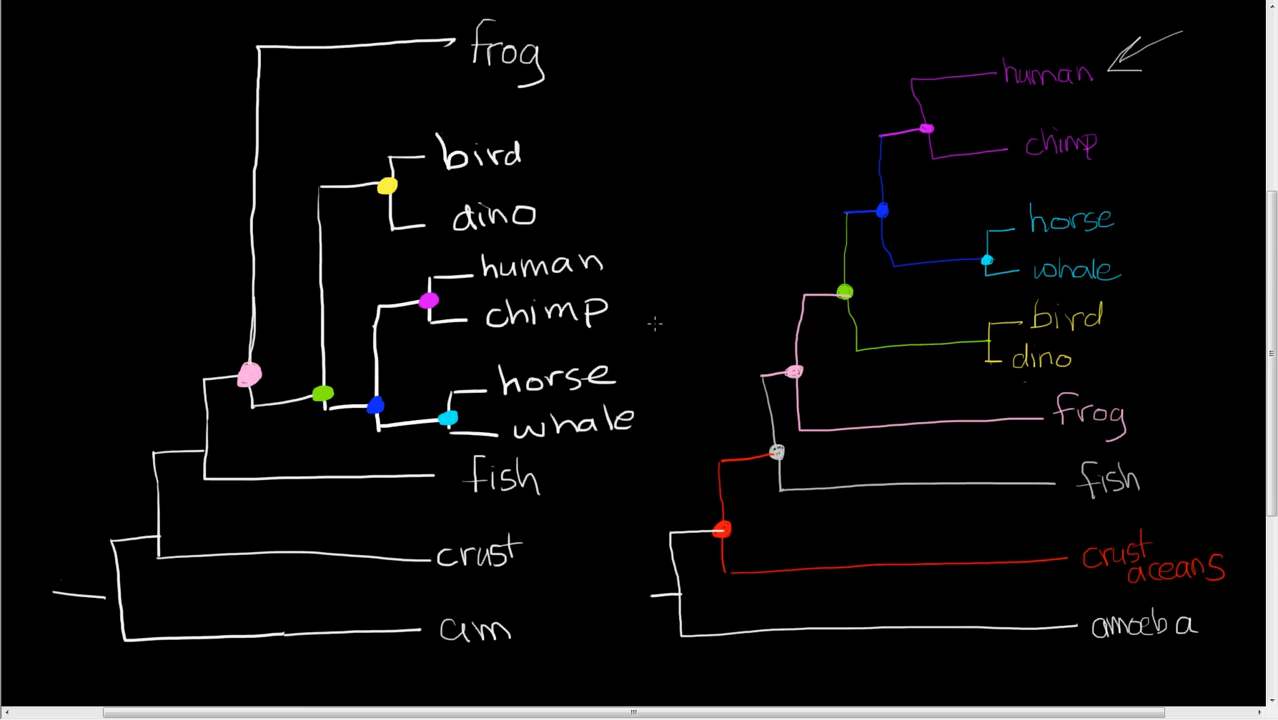 frog
bird
dino
human
chimp
horse
whale
fish
crust
am
human
chimp
horse
whale
bird
dino
frog
fish
crust
aceans
amoeba